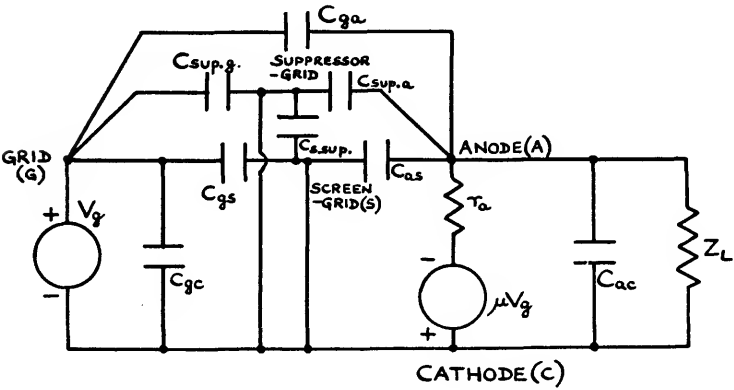 Cga
Csup.g.
SUPPRESSOR
-GRID
Csup.a
Cs.sup.
GRID
(G)
ANODE(A)
Cgs
SCREEN
-GRID(S)
Cas
ra
+
Vg
-
Cgc
-
μVg
+
Cac
ZL
CATHODE(C)